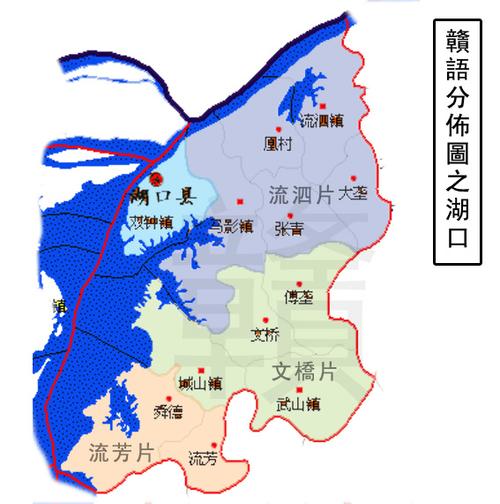 贛語分佈圖之湖口
流泗镇
凰村
湖口县
双钟镇
流泗片
大垄
马影镇
张青
镇
傅垄
文桥
文橋片
城山镇
武山镇
舜德
流芳片
流芳
贛